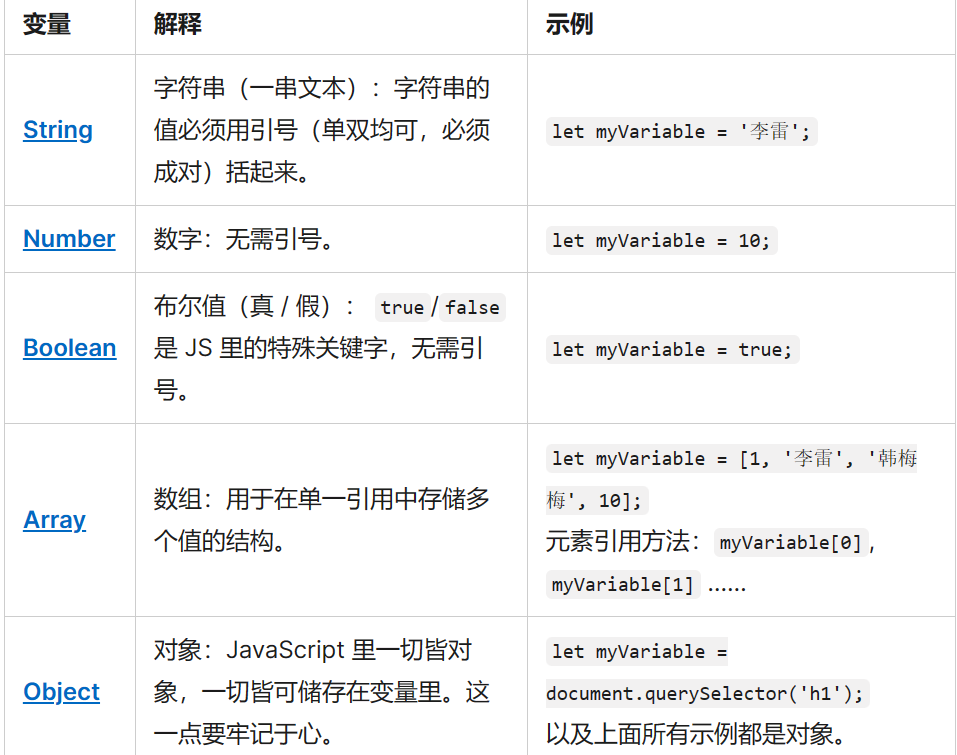 变量 解释 示例
字符串（一串文本）：字符串的
值必须用引号（单双均可，必须
成对）括起来。
String
let myVariable = '李雷';
Number
数字：无需引号。
let myVariable = 10;
布尔值（真 / 假）： true/false
是 JS 里的特殊关键字，无需引
号。
Boolean
let myVariable = true;
Array
数组：用于在单一引用中存储多
个值的结构。
let myVariable = [1, '李雷', '韩梅
梅', 10];
元素引用方法：myVariable[0],
myVariable[1] ……
Object
对象：JavaScript 里一切皆对
象，一切皆可储存在变量里。这
一点要牢记于心。
let myVariable =
document.querySelector('h1');
以及上面所有示例都是对象。